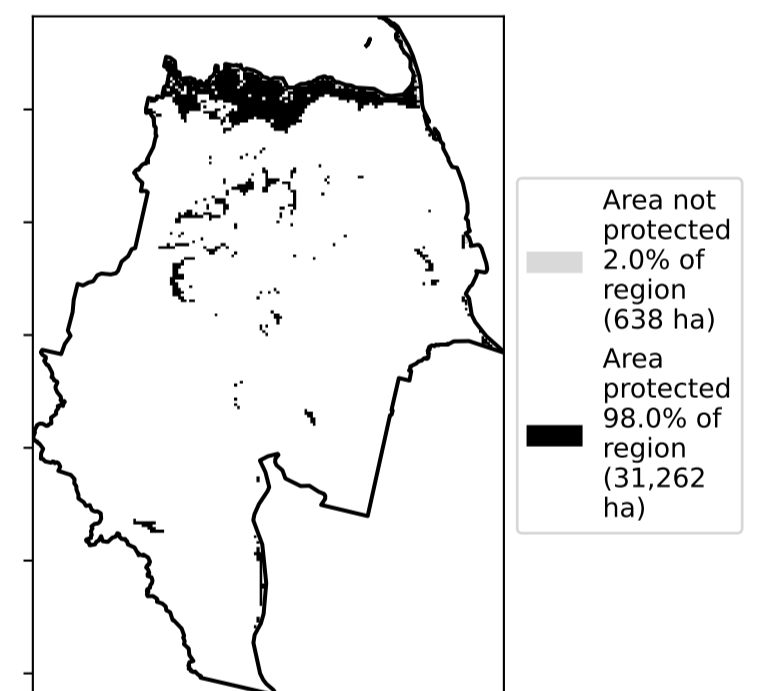 Area not
protected
2.0% of
region
(638 ha)
Area
protected
98.0% of
region
(31,262
ha)